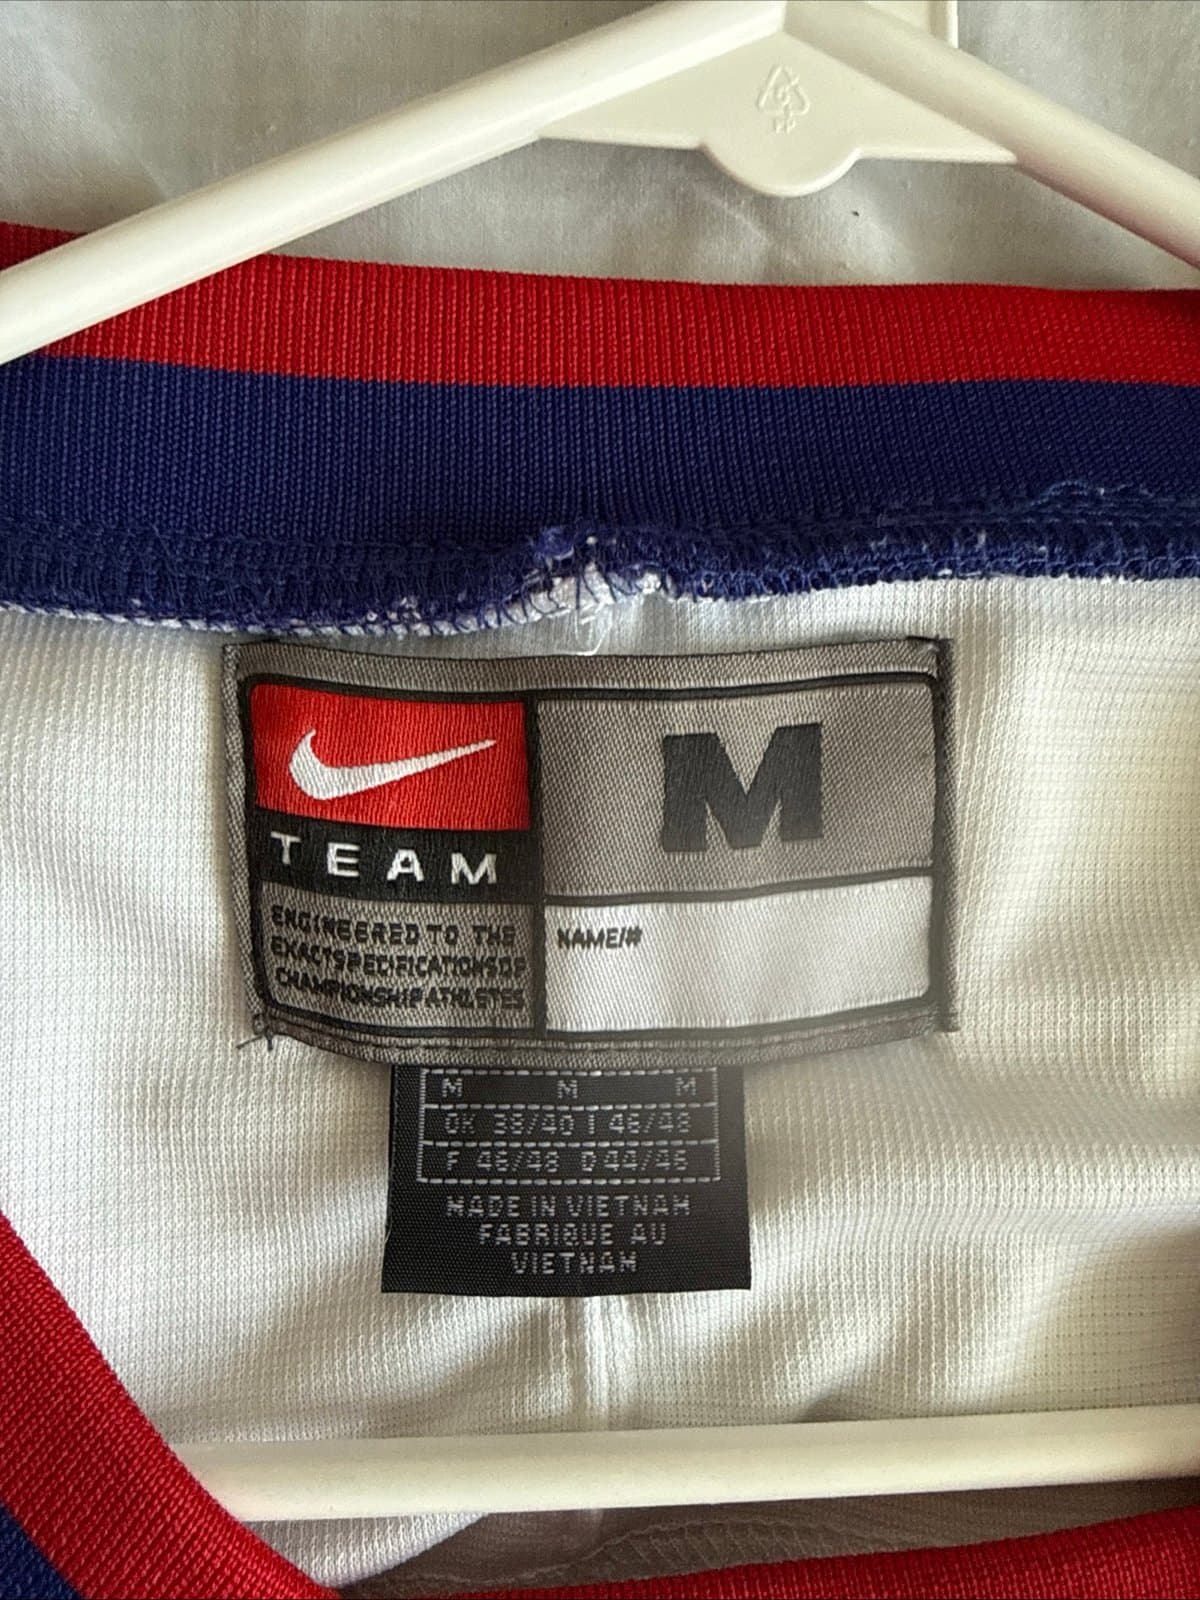 TEAM
ENGINEERED TO THE
EXACT SPECIFICATIONS OF
CHAMPIONSHIP ATHLETES
M
NAME/#
M M M
UK 38/40 I 46/48
F 46/48 D 44/46
MADE IN VIETNAM
FABRIQUE AU
VIETNAM